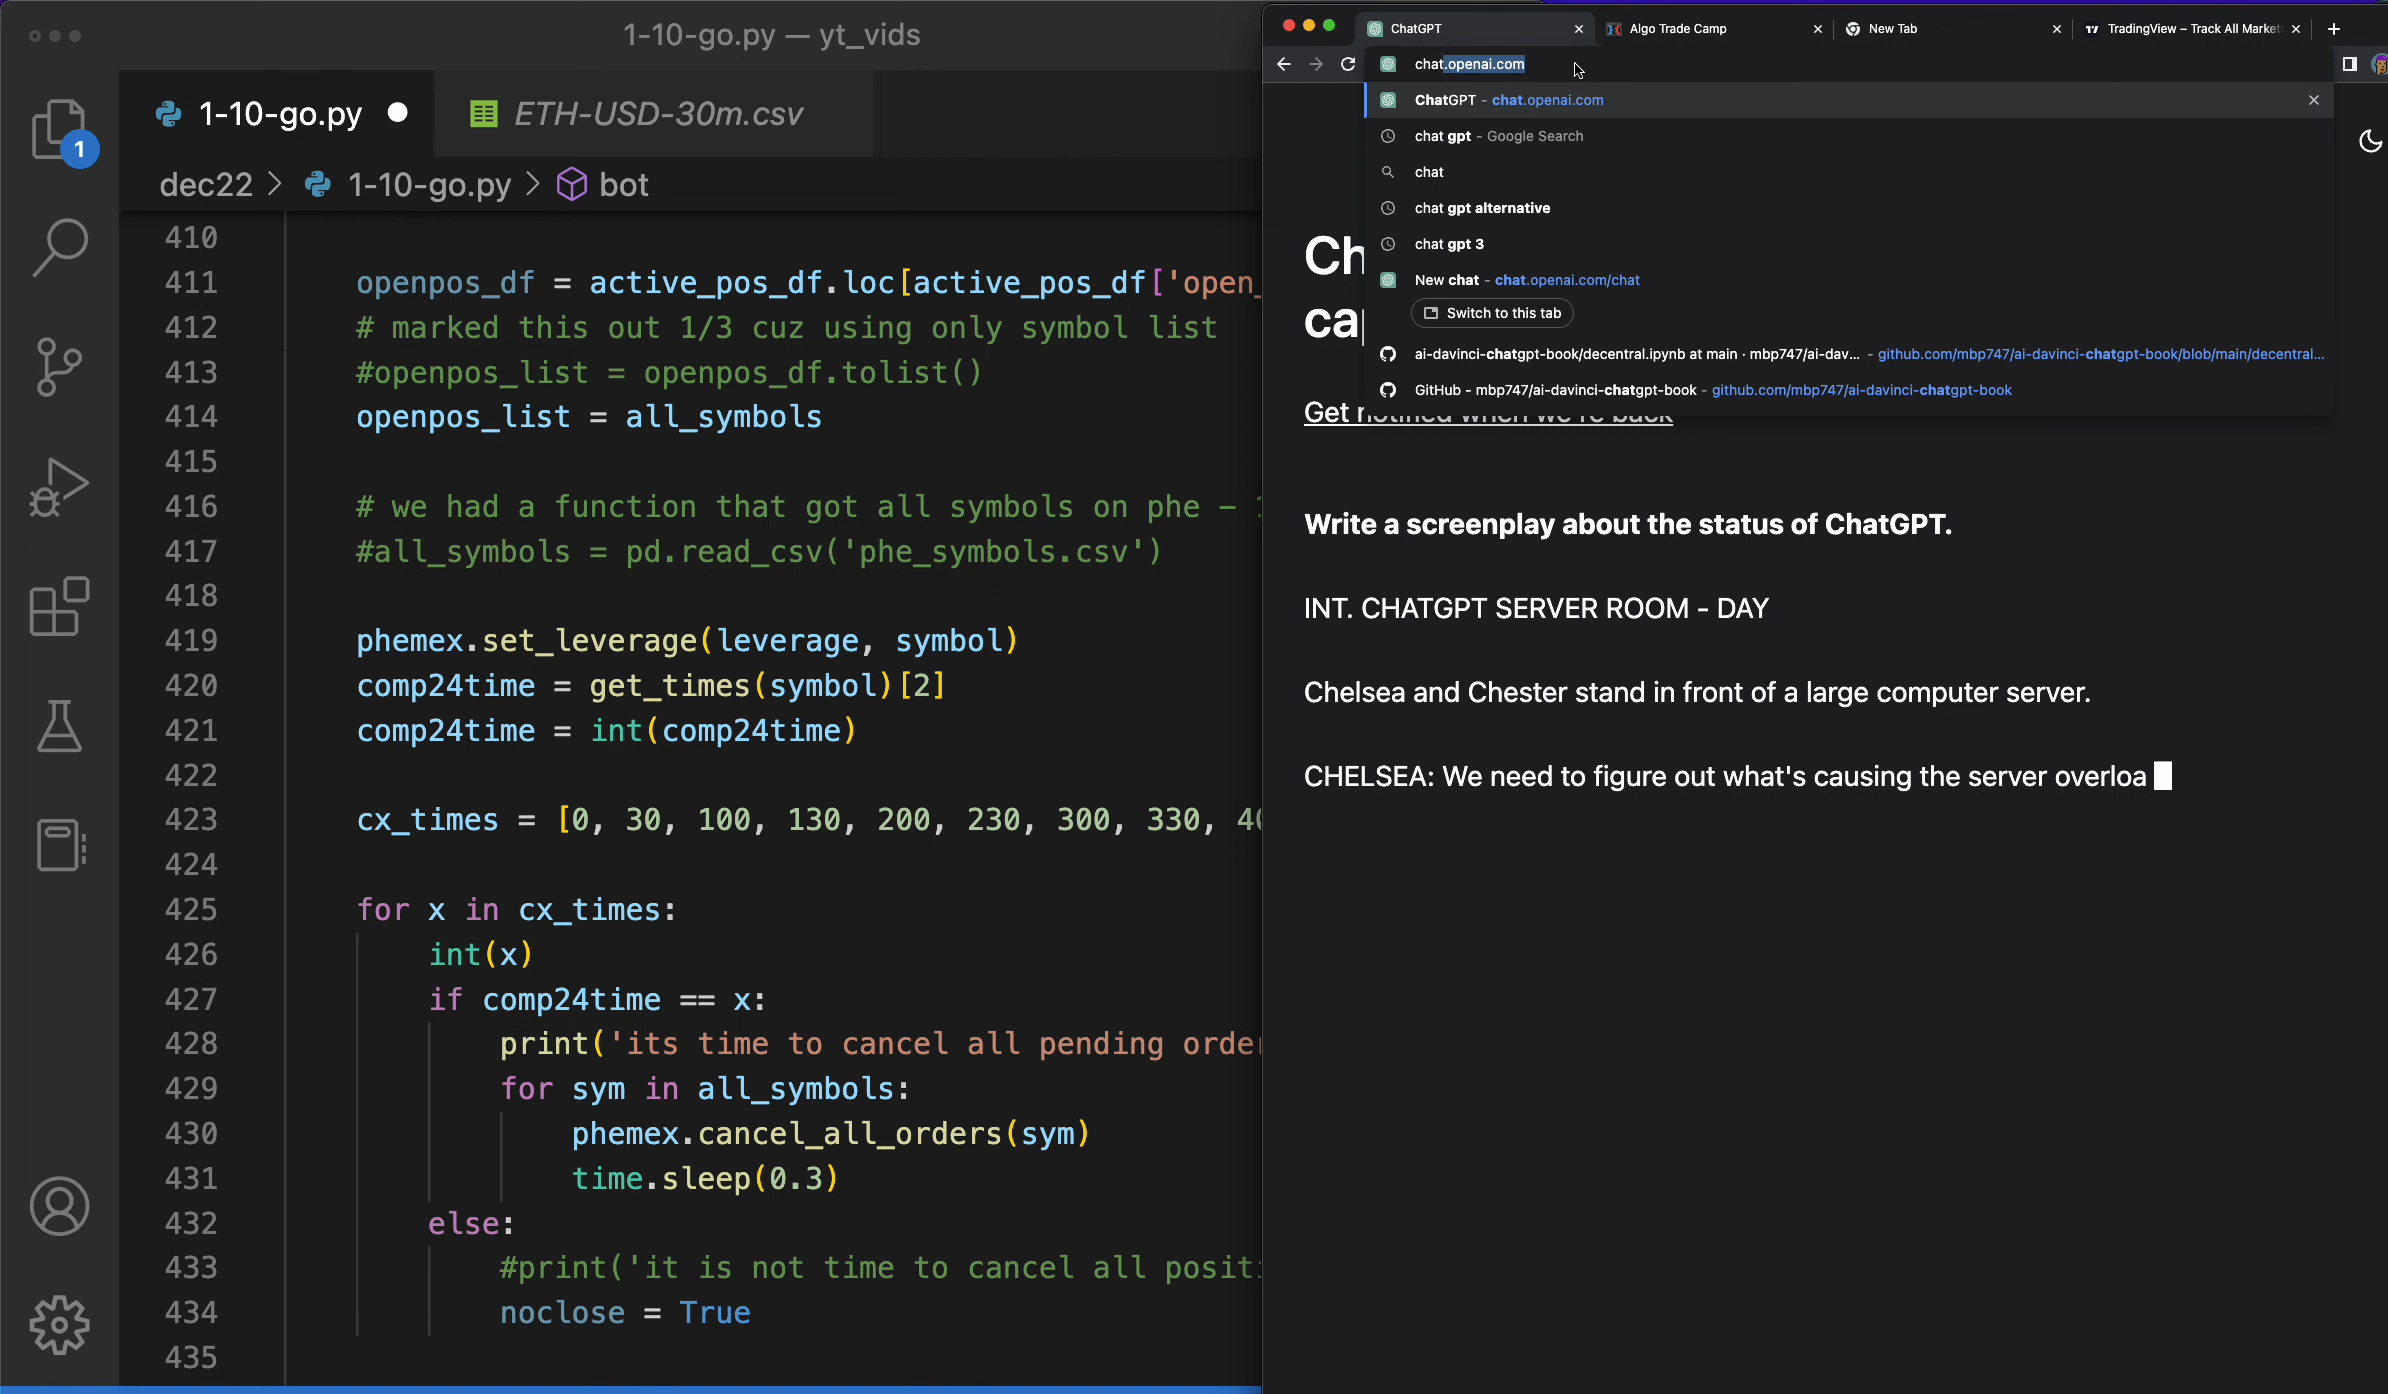 1-10-go.py — yt_vids
1-10-go.py
ETH-USD-30m.csv
1
dec22 > 1-10-go.py > bot
410
411 openpos_df = active_pos_df.loc[active_pos_df['open_
412 # marked this out 1/3 cuz using only symbol list
413 #openpos_list = openpos_df.tolist()
414 openpos_list = all_symbols
415
416 # we had a function that got all symbols on phe -
417 #all_symbols = pd.read_csv('phe_symbols.csv')
418
419 phemex.set_leverage(leverage, symbol)
420 comp24time = get_times(symbol)[2]
421 comp24time = int(comp24time)
422
423 cx_times = [0, 30, 100, 130, 200, 230, 300, 330, 40
424
425 for x in cx_times:
426 int(x)
427 if comp24time == x:
428 print('its time to cancel all pending order
429 for sym in all_symbols:
430 phemex.cancel_all_orders(sym)
431 time.sleep(0.3)
432 else:
433 #print('it is not time to cancel all positi
434 noclose = True
435
ChatGPT
Algo Trade Camp
New Tab
TradingView – Track All Market
chat.openai.com
ChatGPT - chat.openai.com
chat gpt - Google Search
chat
chat gpt alternative
chat gpt 3
New chat - chat.openai.com/chat
Switch to this tab
ai-davinci-chatgpt-book/decentral.ipynb at main · mbp747/ai-dav... - github.com/mbp747/ai-davinci-chatgpt-book/blob/main/decentral...
GitHub - mbp747/ai-davinci-chatgpt-book - github.com/mbp747/ai-davinci-chatgpt-book
Ch
cap
Get notified when we're back
Write a screenplay about the status of ChatGPT.
INT. CHATGPT SERVER ROOM - DAY
Chelsea and Chester stand in front of a large computer server.
CHELSEA: We need to figure out what's causing the server overloa